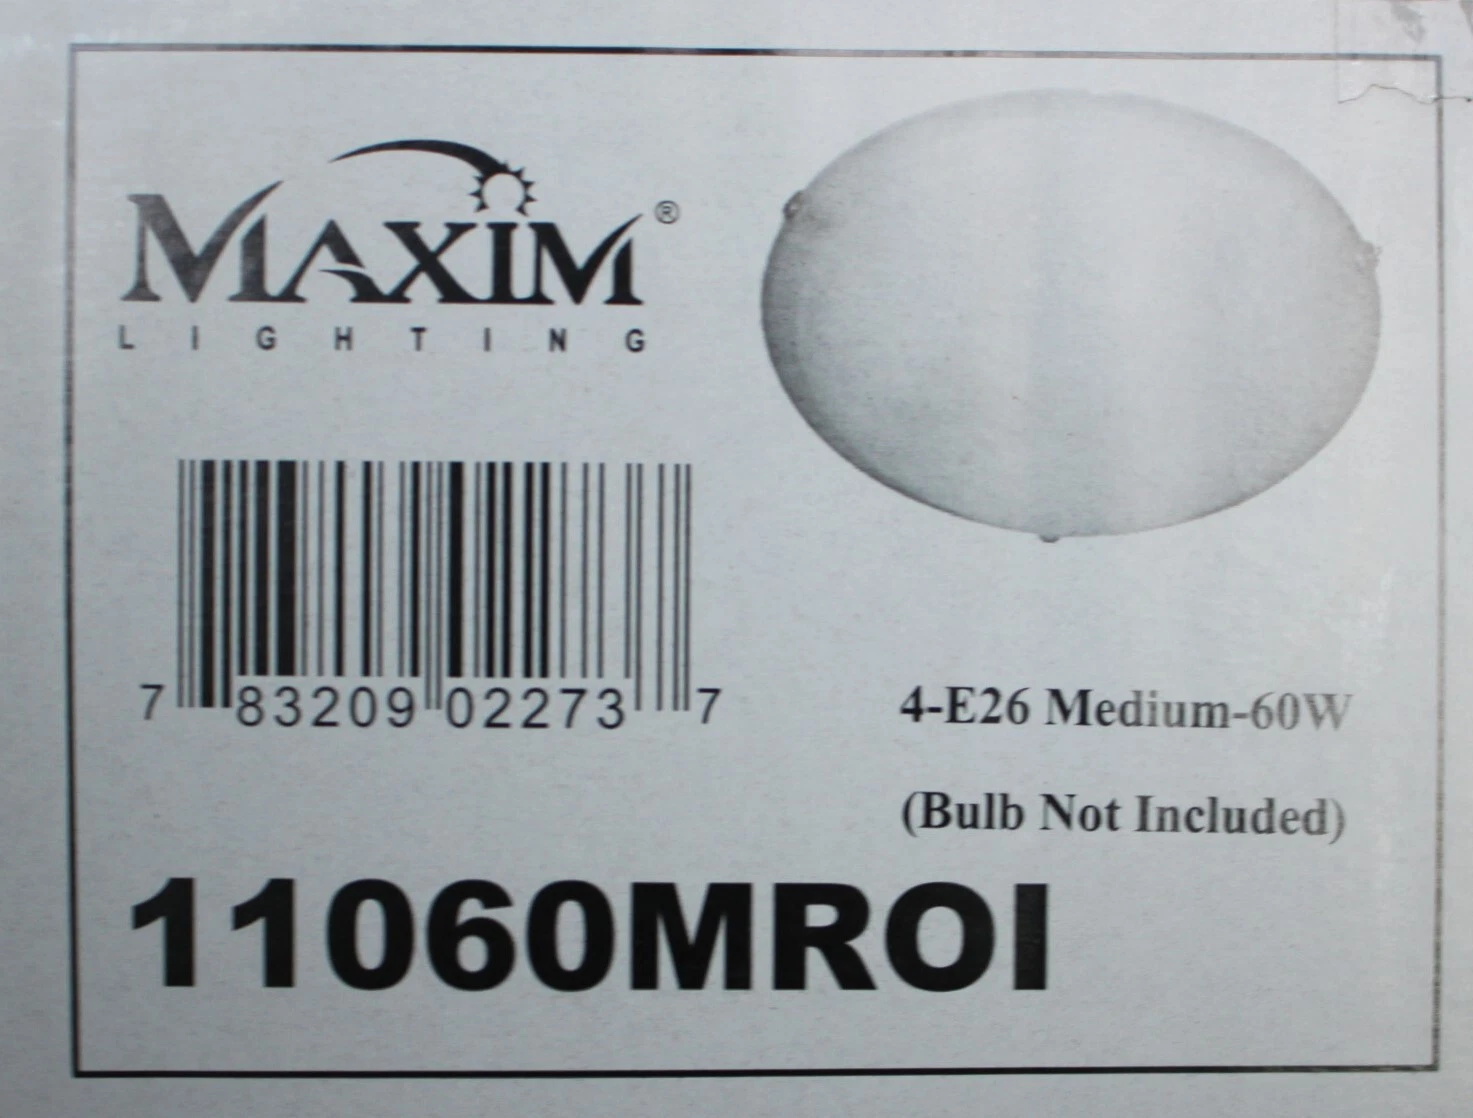 MAXIM®
LIGHTING
7 83209 02273 7
4-E26 Medium-60W
(Bulb Not Included)
11060MROI